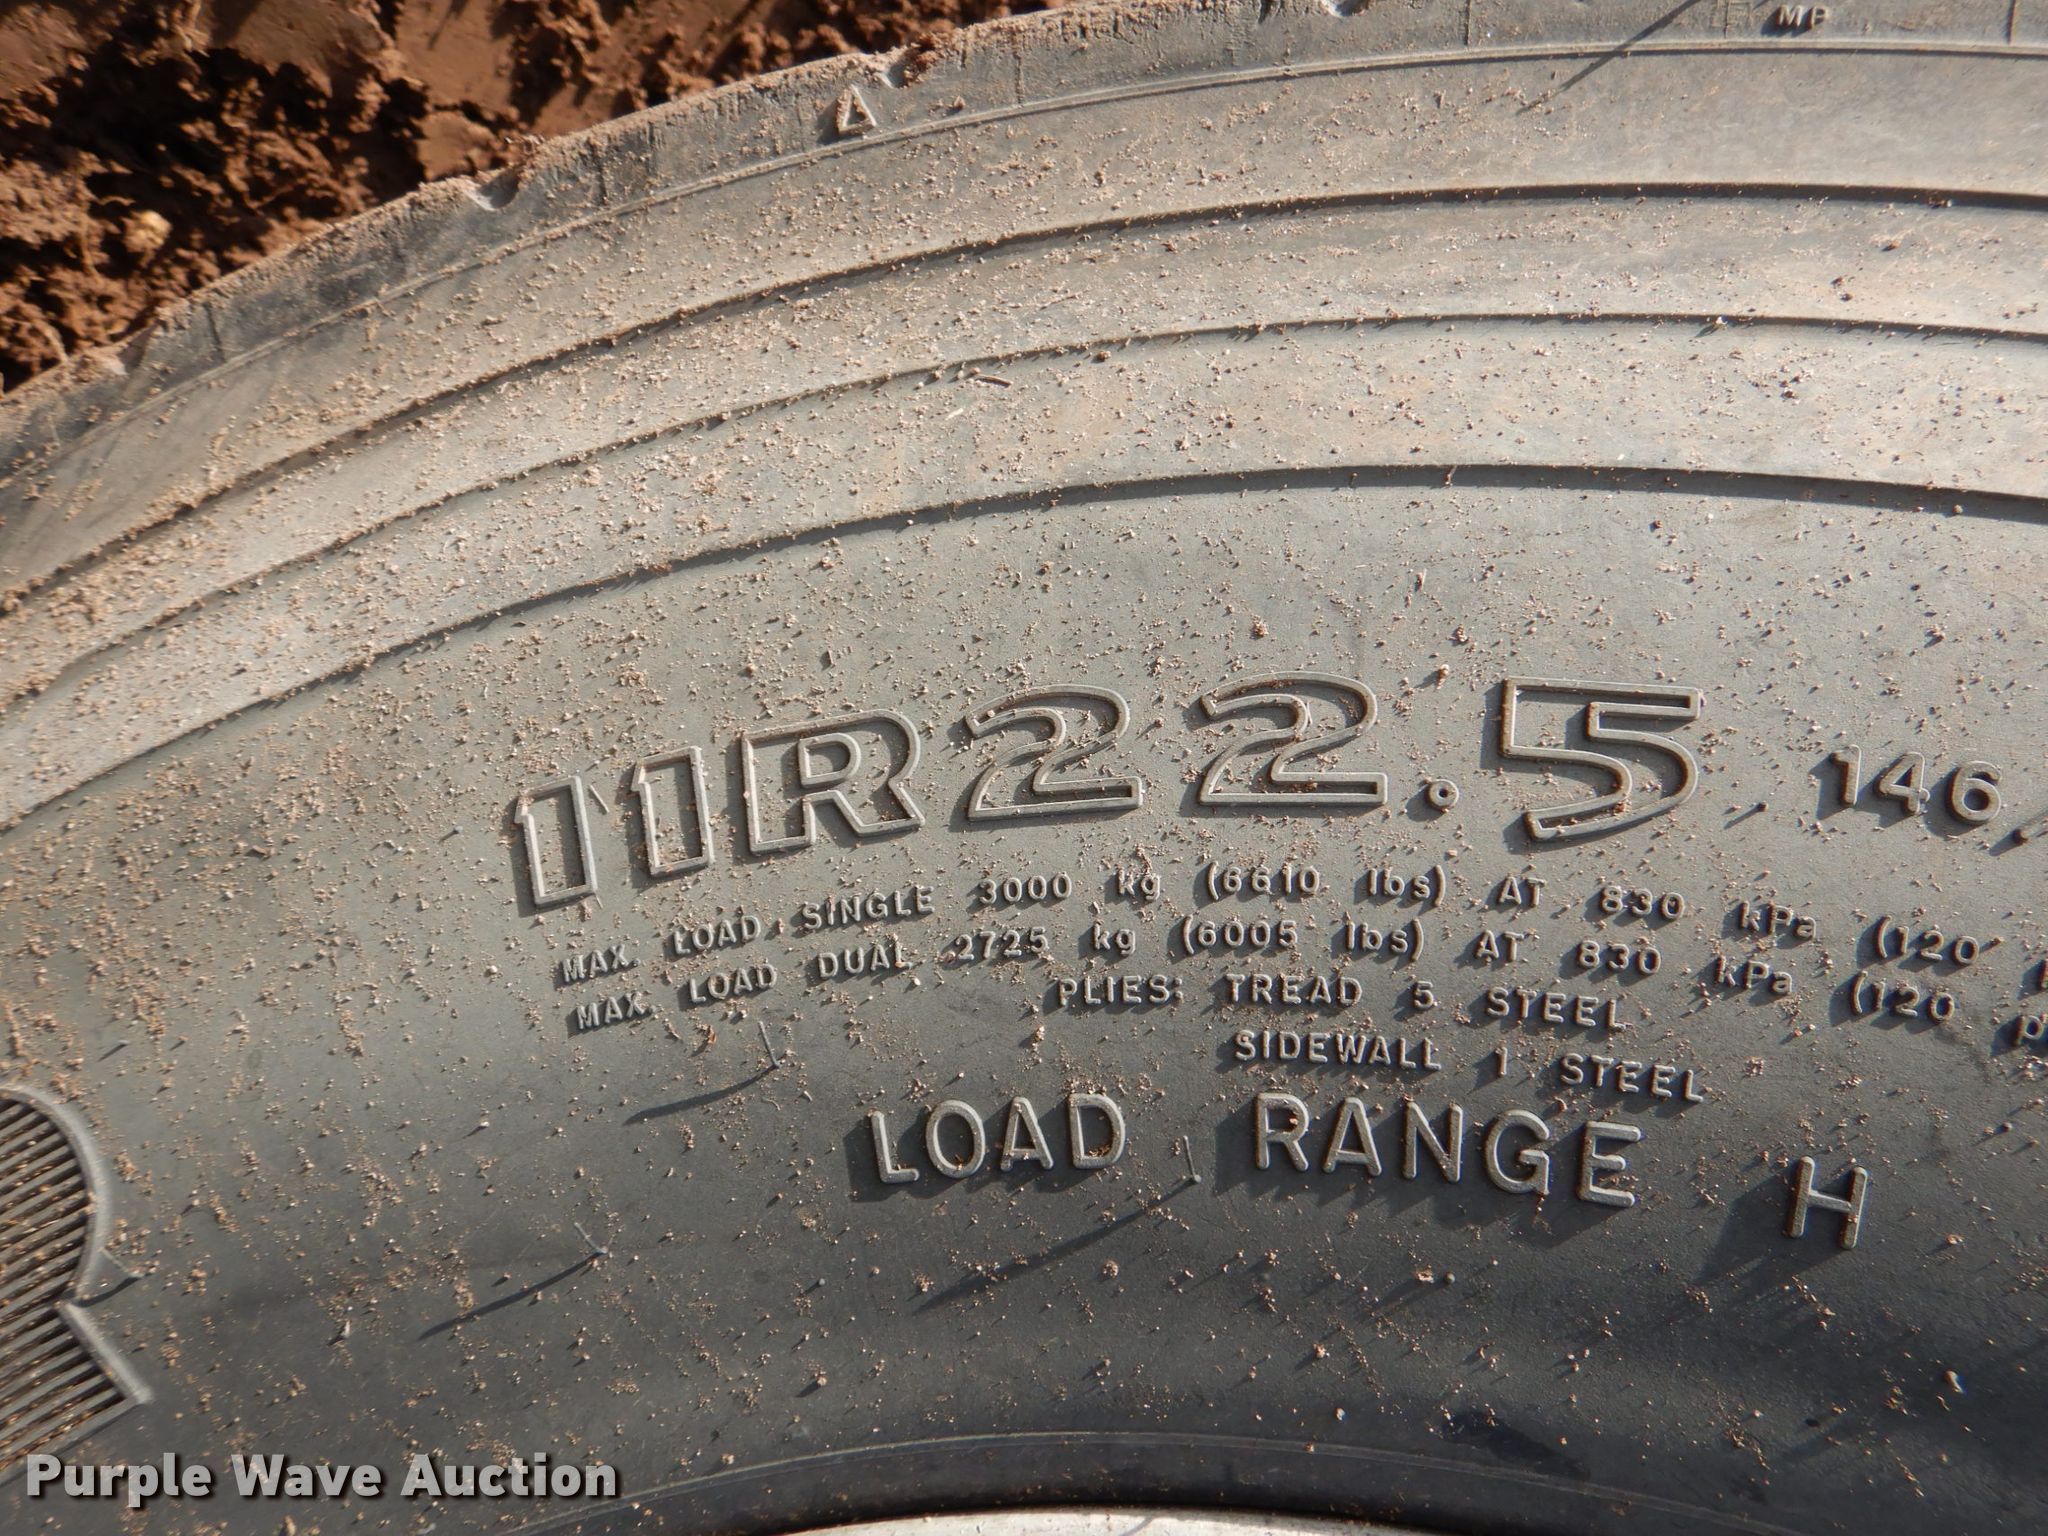 MP
11R22.5 146
MAX. LOAD SINGLE 3000 kg (6610 lbs) AT 830 kPa (120
MAX. LOAD DUAL 2725 kg (6005 lbs) AT 830 kPa (120 p
PLIES: TREAD 5 STEEL
SIDEWALL 1 STEEL
LOAD RANGE H
Purple Wave Auction